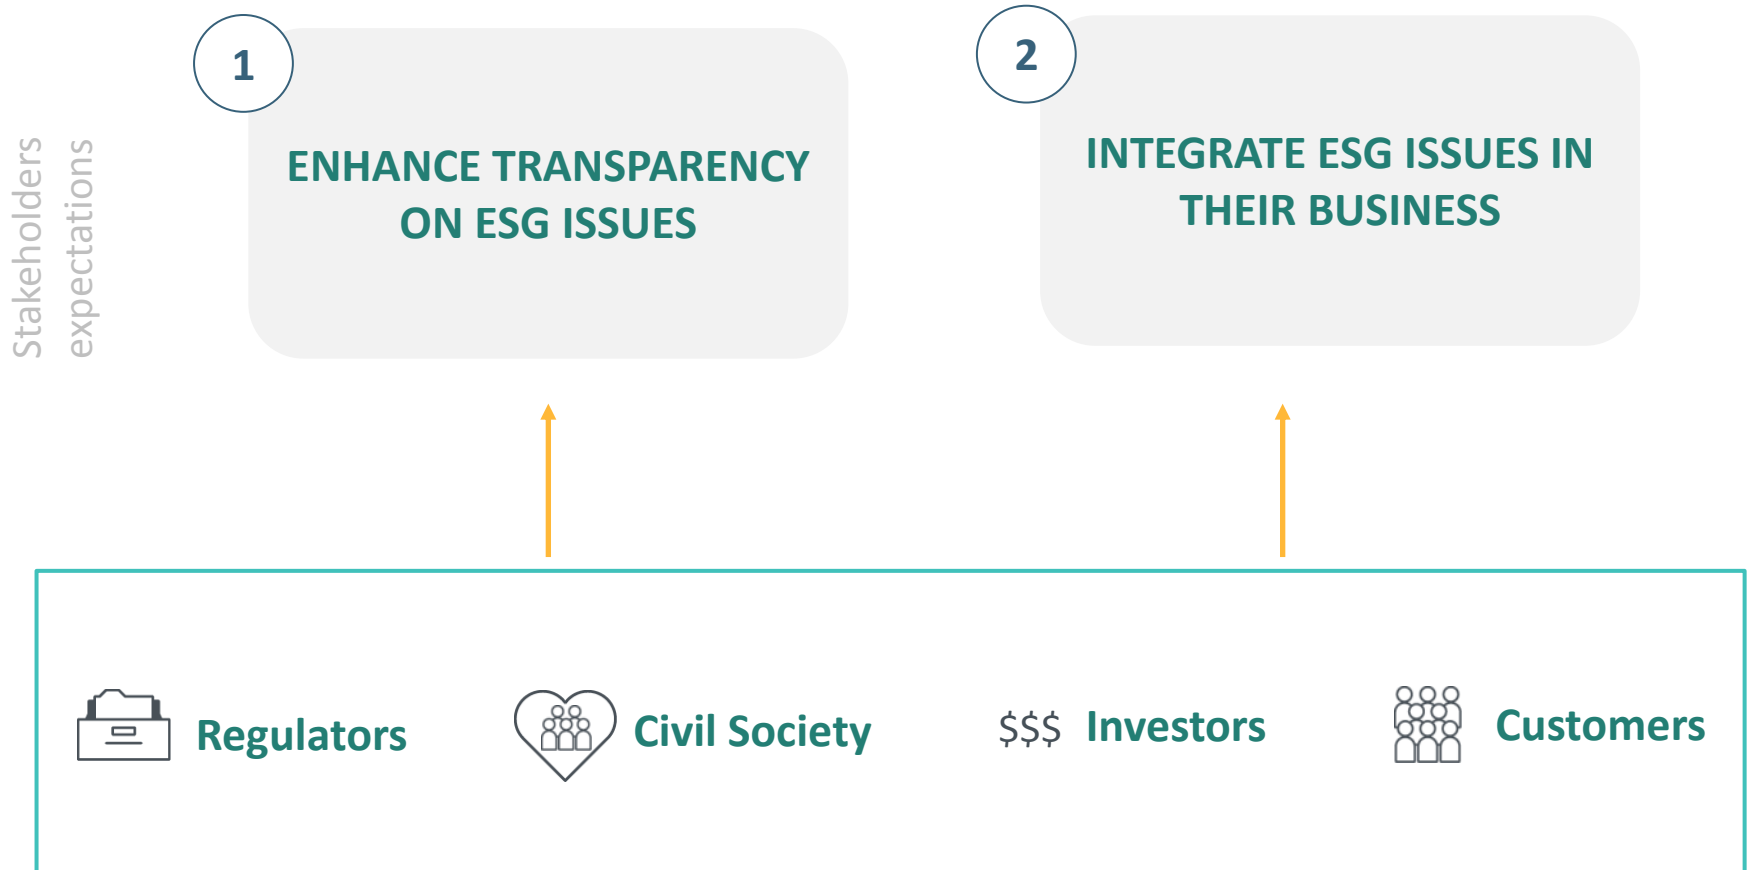 Stakeholders
expectations
1
ENHANCE TRANSPARENCY
ON ESG ISSUES
2
INTEGRATE ESG ISSUES IN
THEIR BUSINESS
Regulators
Civil Society
$$$ Investors
Customers